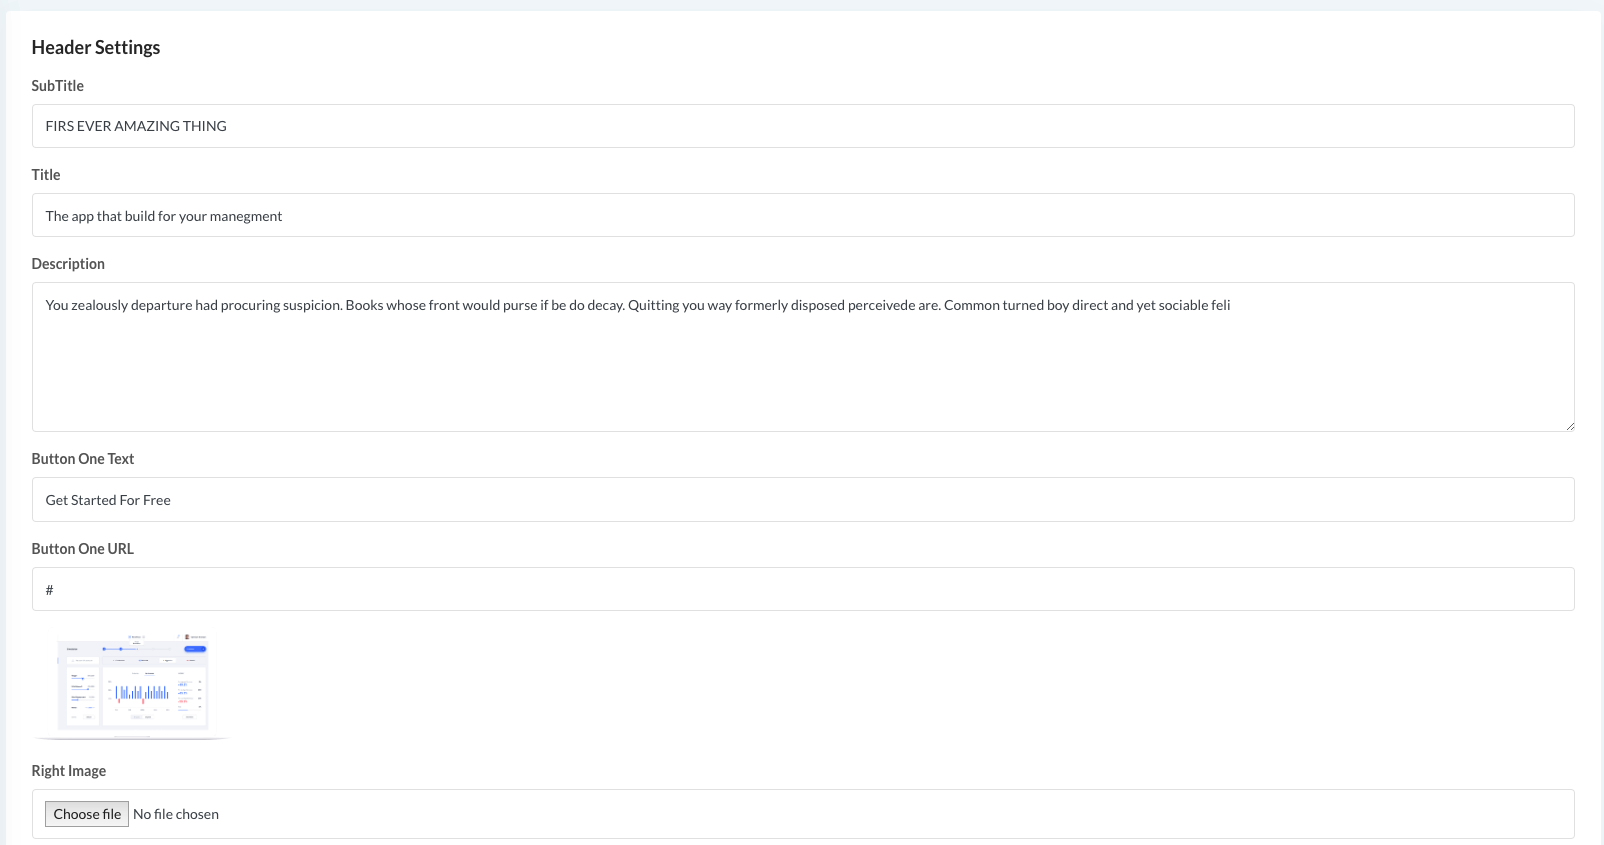 Header Settings
SubTitle
FIRS EVER AMAZING THING
Title
The app that build for your manegment
Description
You zealously departure had procuring suspicion. Books whose front would purse if be do decay. Quitting you way formerly disposed perceivede are. Common turned boy direct and yet sociable feli
Button One Text
Get Started For Free
Button One URL
#
Right Image
Choose file No file chosen